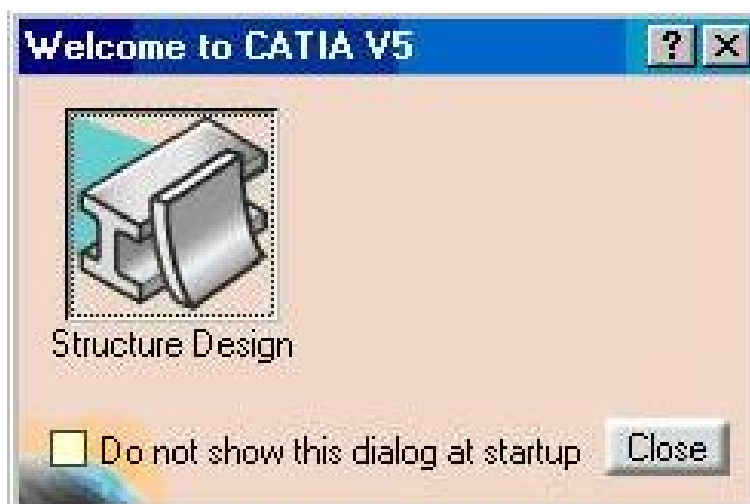 Welcome to CATIA V5
Structure Design
Do not show this dialog at startup
Close